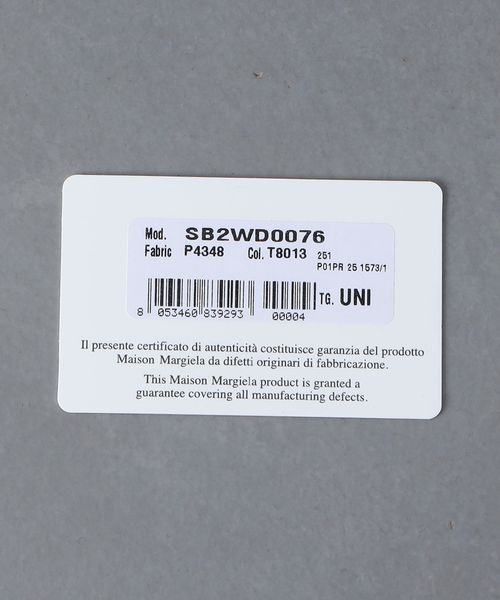 Mod. SB2WD0076
Fabric P4348 Col. T8013 251
P01PR 25 1573/1
TG. UNI
8 053460 839293 00004
Il presente certificato di autenticità costituisce garanzia del prodotto
Maison Margiela da difetti originari di fabbricazione.
This Maison Margiela product is granted a
guarantee covering all manufacturing defects.